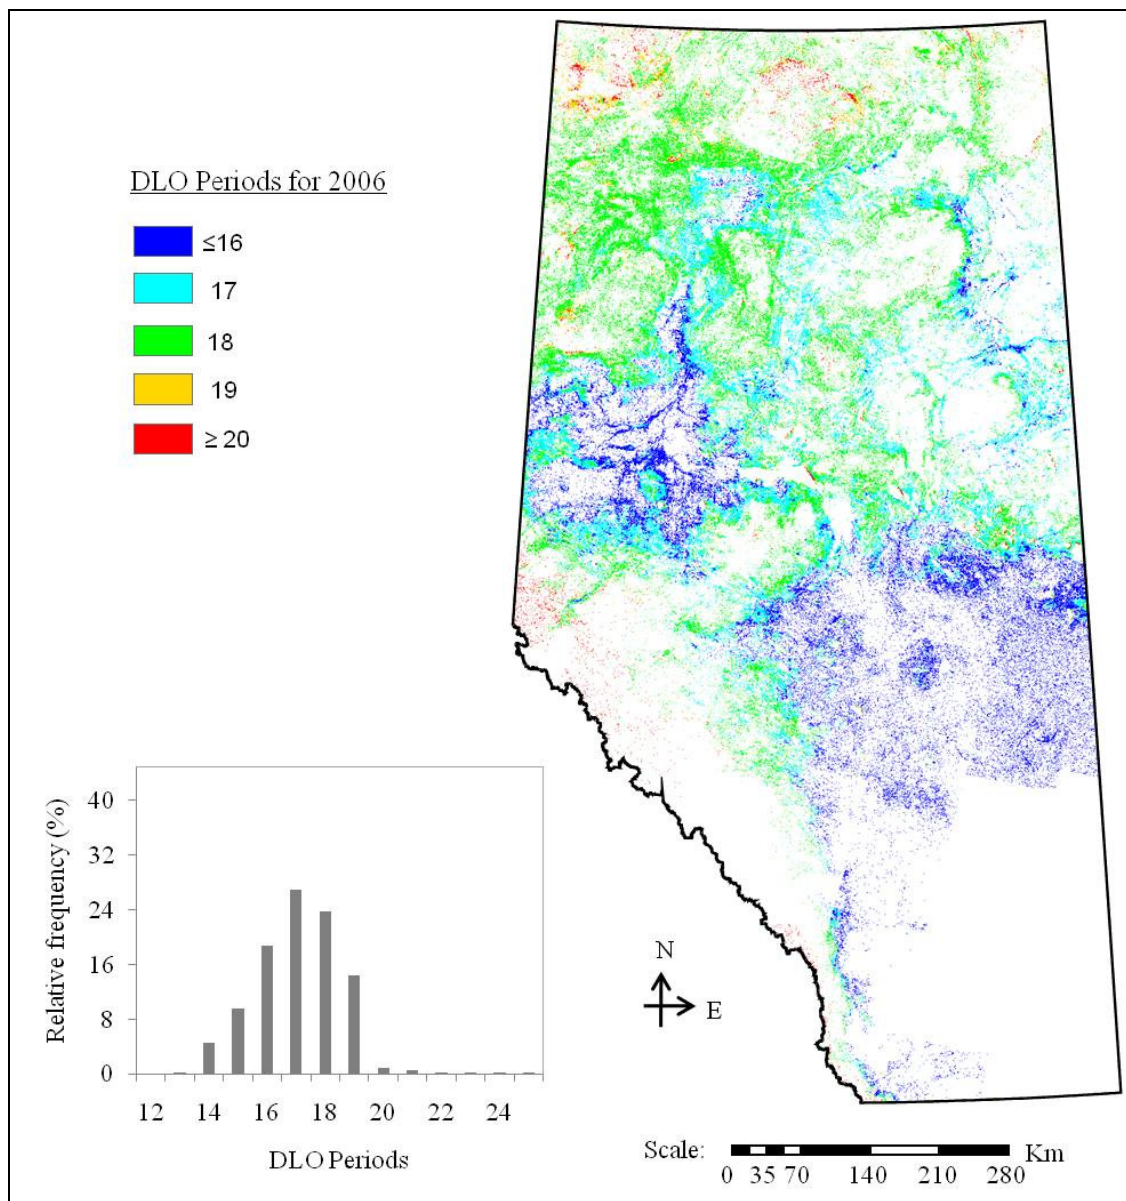 DLO Periods for 2006
≤16
17
18
19
≥ 20
Relative frequency (%)
40
32
24
16
8
0
12 14 16 18 20 22 24
DLO Periods
N
E
Scale:
Km
0 35 70 140 210 280